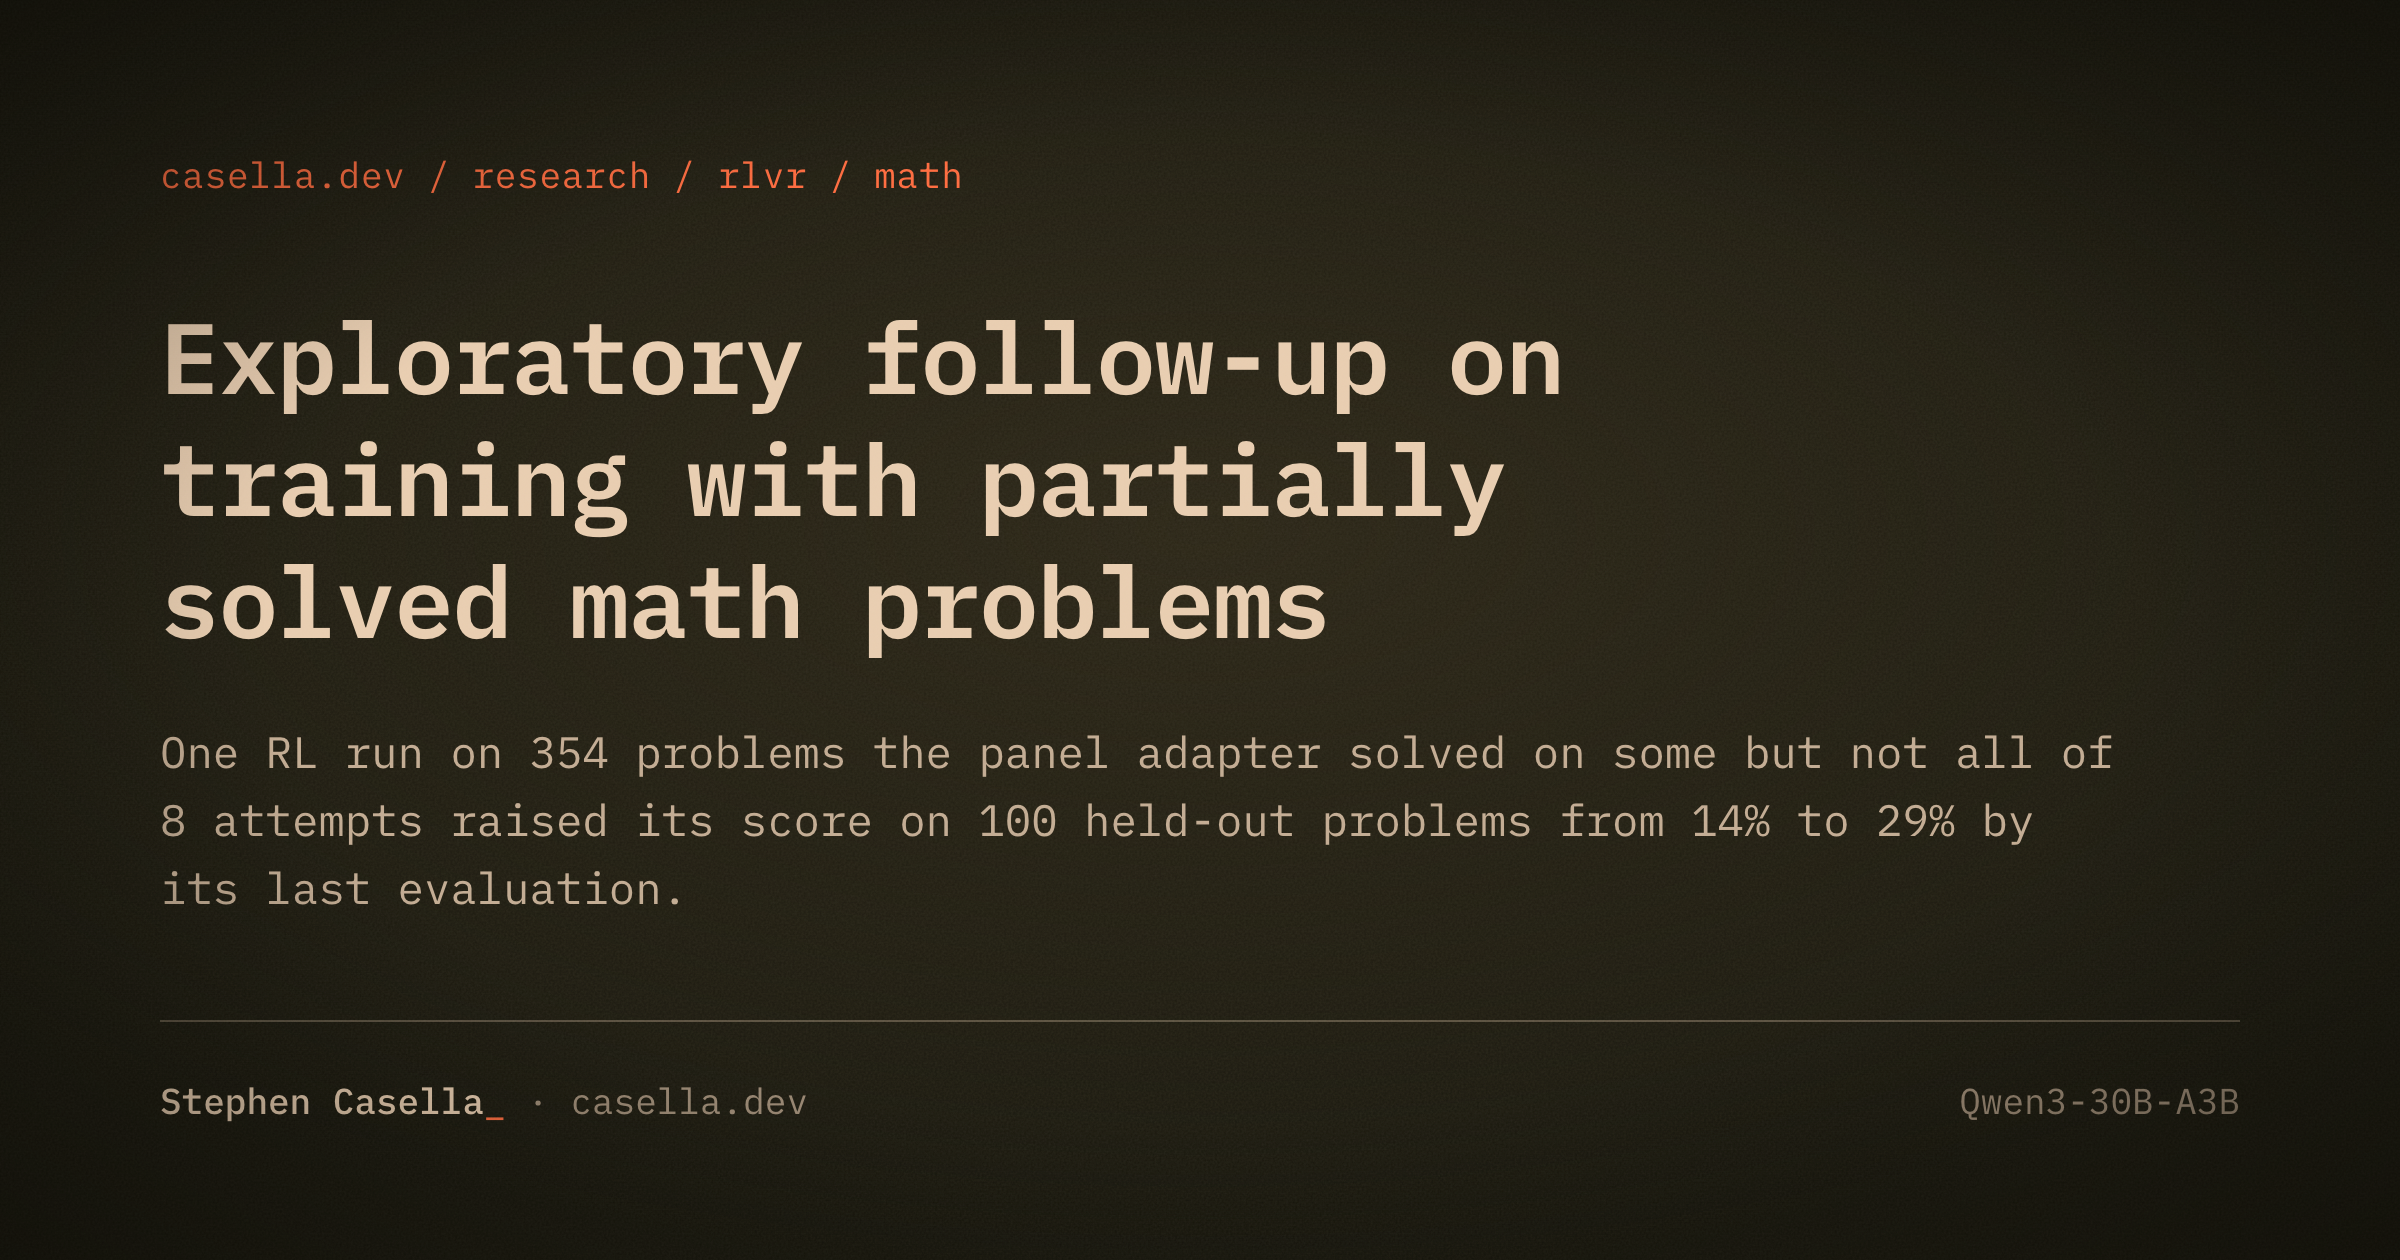 casella.dev / research / rlvr / math
Exploratory follow-up on
training with partially
solved math problems
One RL run on 354 problems the panel adapter solved on some but not all of
8 attempts raised its score on 100 held-out problems from 14% to 29% by
its last evaluation.
Stephen Casella_ · casella.dev
Qwen3-30B-A3B